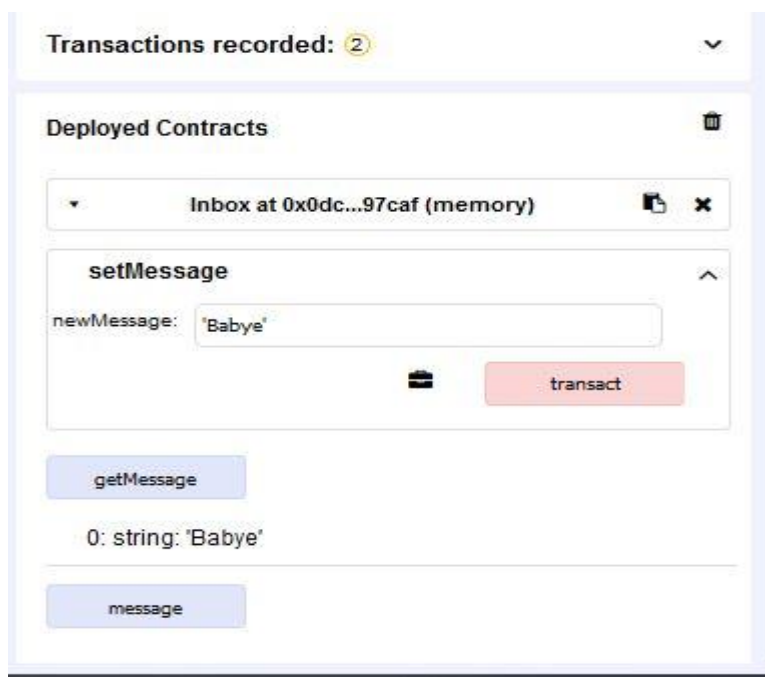 Transactions recorded: 2
Deployed Contracts
Inbox at 0x0dc...97caf (memory)
setMessage
newMessage: 'Babye'
transact
getMessage
0: string: 'Babye'
message